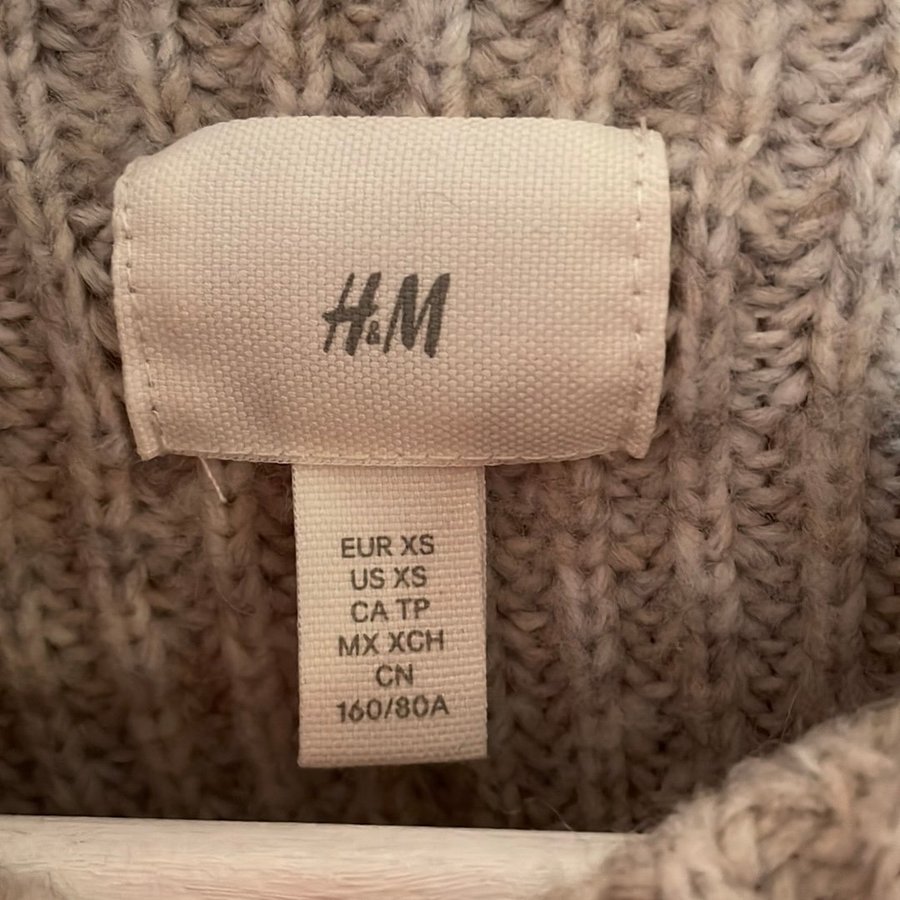 H&M
EUR XS
US XS
CA TP
MX XCH
CN
160/80A